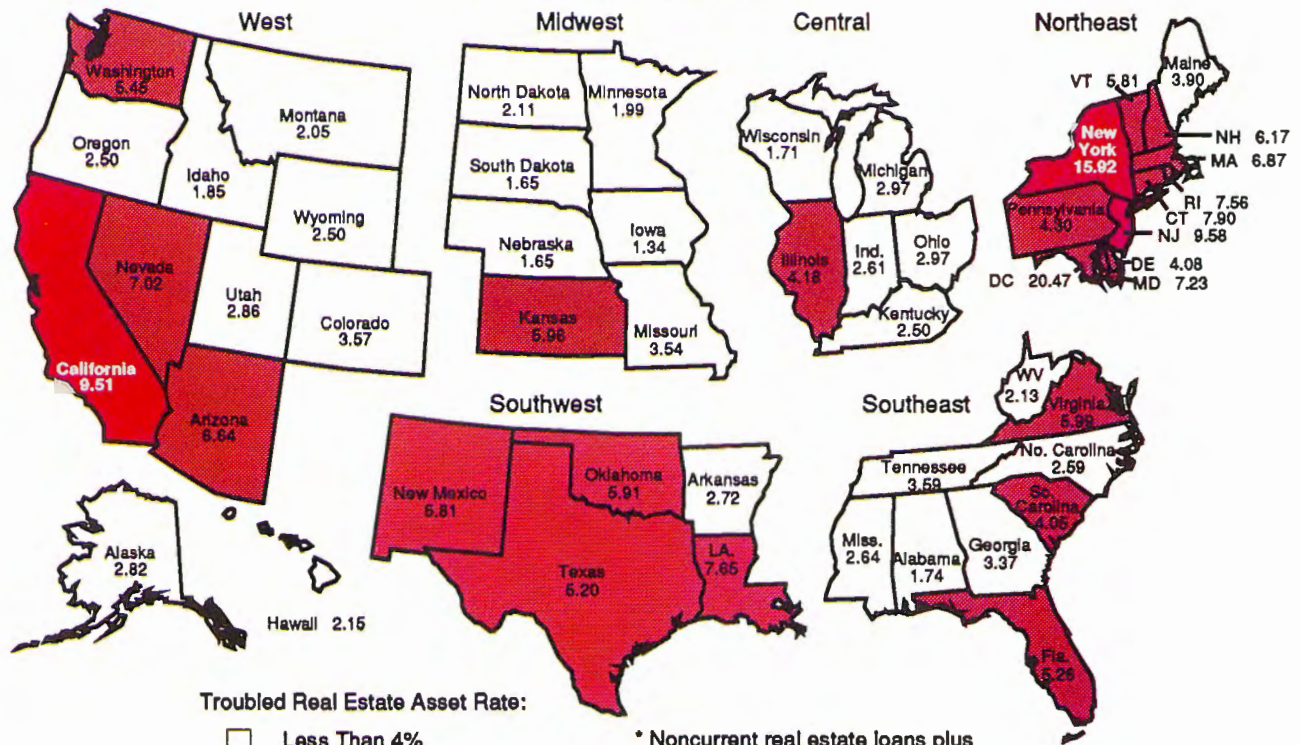 West
Midwest
Central
Northeast
Washington
5.45
Oregon
2.50
Montana
2.05
Idaho
1.85
Wyoming
2.50
Nevada
7.02
Utah
2.86
Colorado
3.57
California
9.51
Arizona
6.64
Alaska
2.82
Hawaii 2.15
North Dakota
2.11
Minnesota
1.99
South Dakota
1.65
Nebraska
1.65
Iowa
1.34
Kansas
Missouri
3.54
Wisconsin
1.71
Michigan
2.97
Illinois
4.18
Ind.
2.61
Ohio
2.97
Kentucky
2.50
Maine
3.90
VT 5.81
New
York
15.92
NH 6.17
MA 6.87
RI 7.56
CT 7.90
NJ 9.58
Pennsylvania
4.30
DE 4.08
MD 7.23
DC 20.47
Southwest
New Mexico
5.81
Oklahoma
5.91
Arkansas
2.72
Texas
5.20
LA.
7.65
Southeast
WV
2.13
Virginia
5.99
Tennessee
3.59
No. Carolina
2.59
So.
Carolina
4.05
Miss.
2.64
Alabama
1.74
Georgia
3.37
Fla.
5.26
Troubled Real Estate Asset Rate:
Less Than 4%
* Noncurrent real estate loans plus